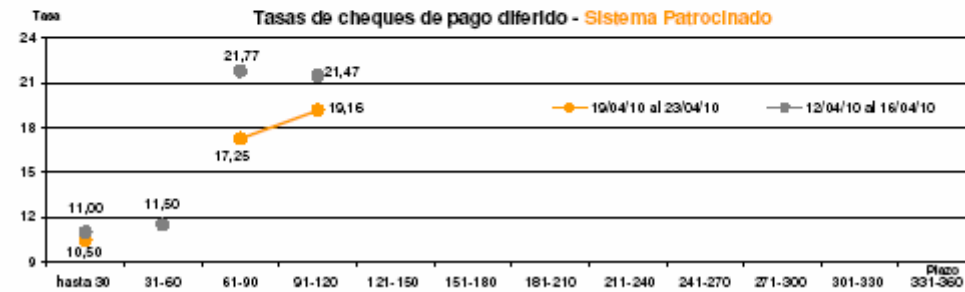 Tasa
Tasas de cheques de pago diferido - Sistema Patrocinado
24
21,77
21,47
21
19,16
19/04/10 al 23/04/10
12/04/10 al 16/04/10
18
17,25
15
11,00
11,50
12
10,50
9
Plazo
hasta 30 31-60 61-90 91-120 121-150 151-180 181-210 211-240 241-270 271-300 301-330 331-360